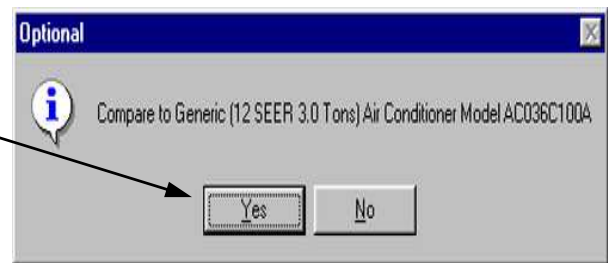 Optional
Compare to Generic (12 SEER 3.0 Tons) Air Conditioner Model AC036C100A
Yes
No